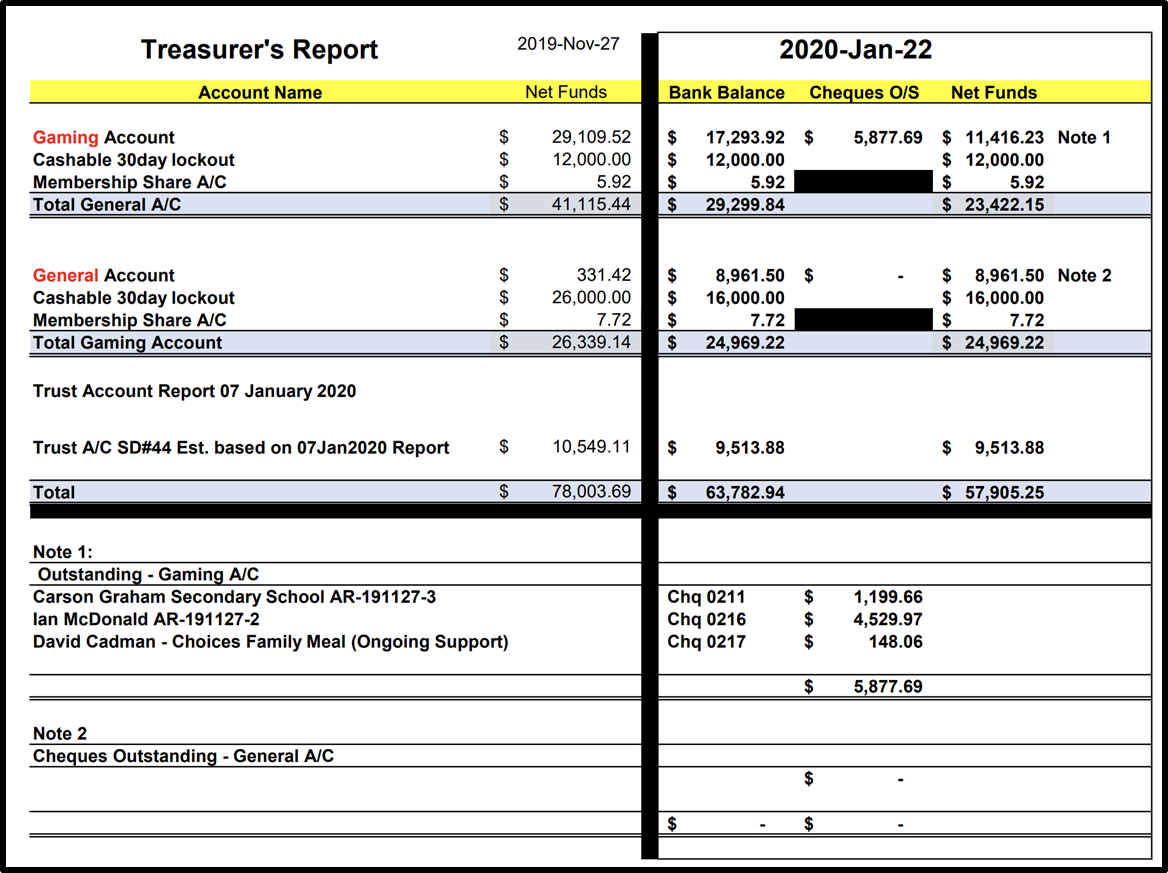 Treasurer's Report 2019-Nov-27 2020-Jan-22
Account Name Net Funds Bank Balance Cheques O/S Net Funds
Gaming Account $ 29,109.52 $ 17,293.92 $ 5,877.69 $ 11,416.23 Note 1
Cashable 30day lockout $ 12,000.00 $ 12,000.00 $ 12,000.00
Membership Share A/C $ 5.92 $ 5.92 $ 5.92
Total General A/C $ 41,115.44 $ 29,299.84 $ 23,422.15
General Account $ 331.42 $ 8,961.50 $ - $ 8,961.50 Note 2
Cashable 30day lockout $ 26,000.00 $ 16,000.00 $ 16,000.00
Membership Share A/C $ 7.72 $ 7.72 $ 7.72
Total Gaming Account $ 26,339.14 $ 24,969.22 $ 24,969.22
Trust Account Report 07 January 2020
Trust A/C SD#44 Est. based on 07Jan2020 Report $ 10,549.11 $ 9,513.88 $ 9,513.88
Total $ 78,003.69 $ 63,782.94 $ 57,905.25
Note 1:
Outstanding - Gaming A/C
Carson Graham Secondary School AR-191127-3 Chq 0211 $ 1,199.66
Ian McDonald AR-191127-2 Chq 0216 $ 4,529.97
David Cadman - Choices Family Meal (Ongoing Support) Chq 0217 $ 148.06
$ 5,877.69
Note 2
Cheques Outstanding - General A/C
$ -
$ - $ -